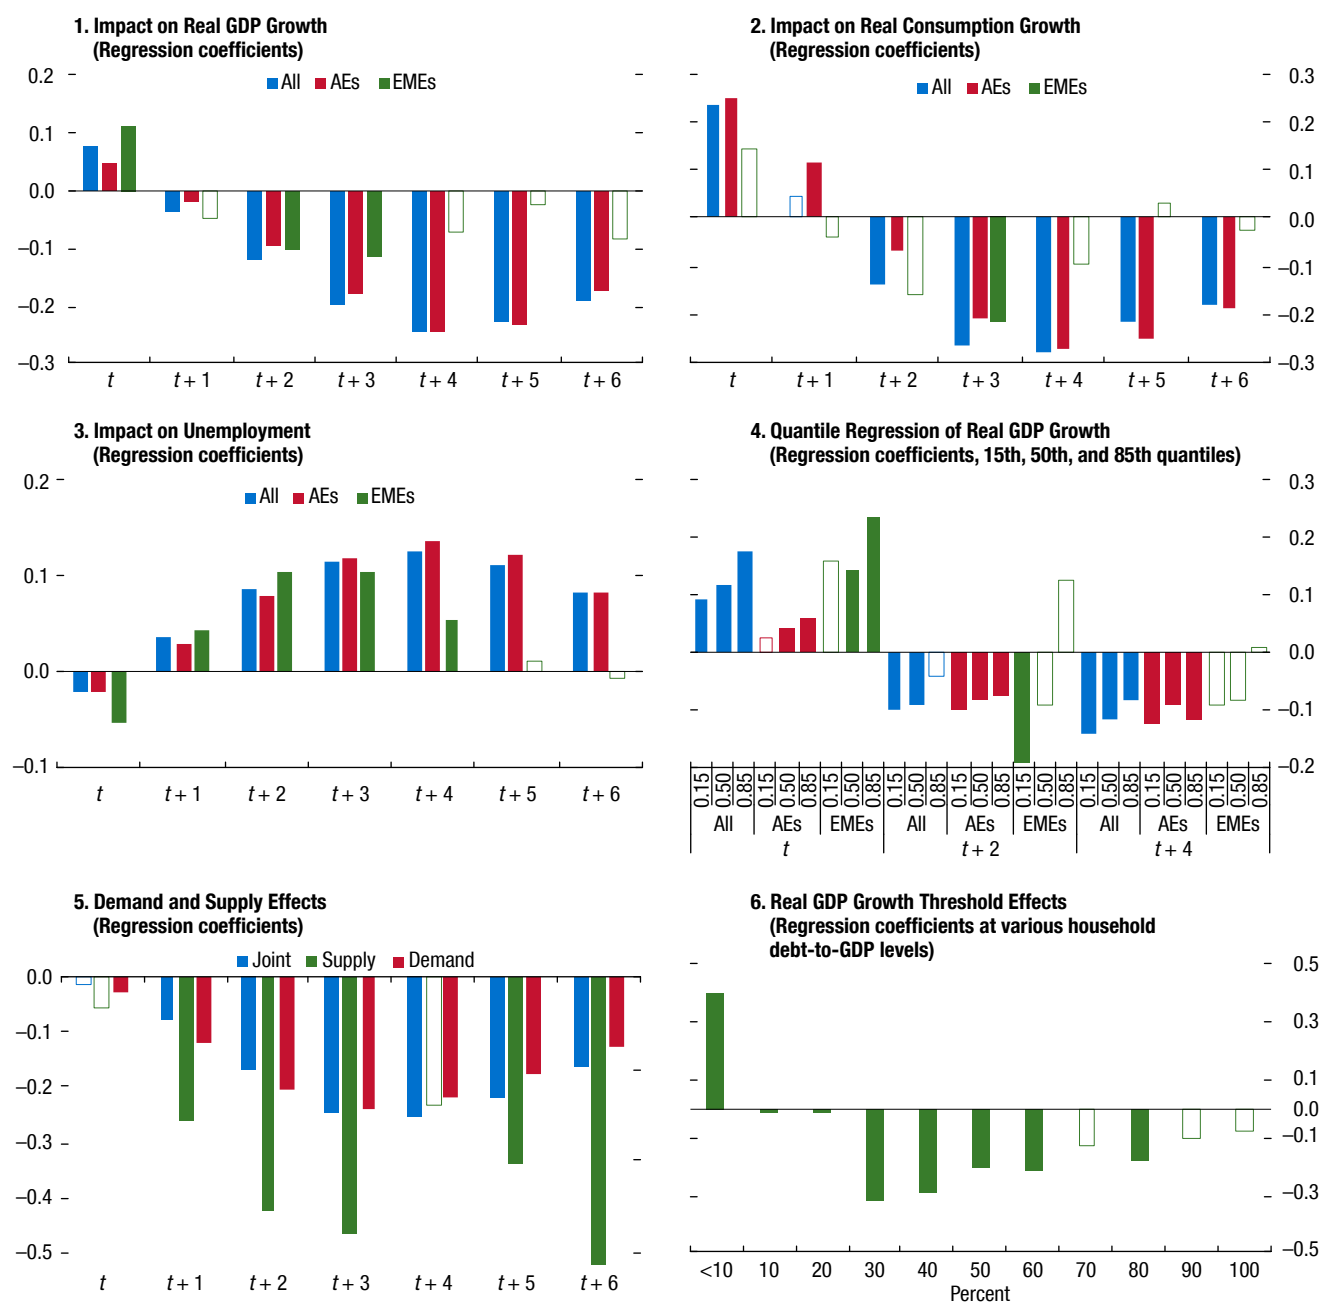 1. Impact on Real GDP Growth
(Regression coefficients)
All AEs EMEs
0.2
0.1
0.0
–0.1
–0.2
–0.3
t t + 1 t + 2 t + 3 t + 4 t + 5 t + 6
2. Impact on Real Consumption Growth
(Regression coefficients)
All AEs EMEs
0.3
0.2
0.1
0.0
–0.1
–0.2
–0.3
t t + 1 t + 2 t + 3 t + 4 t + 5 t + 6
3. Impact on Unemployment
(Regression coefficients)
All AEs EMEs
0.2
0.1
0.0
–0.1
t t + 1 t + 2 t + 3 t + 4 t + 5 t + 6
4. Quantile Regression of Real GDP Growth
(Regression coefficients, 15th, 50th, and 85th quantiles)
0.3
0.2
0.1
0.0
–0.1
–0.2
0.15 0.50 0.85 0.15 0.50 0.85 0.15 0.50 0.85 0.15 0.50 0.85 0.15 0.50 0.85 0.15 0.50 0.85 0.15 0.50 0.85 0.15 0.50 0.85 0.15 0.50 0.85
All AEs EMEs All AEs EMEs All AEs EMEs
t t + 2 t + 4
5. Demand and Supply Effects
(Regression coefficients)
Joint Supply Demand
0.0
–0.1
–0.2
–0.3
–0.4
–0.5
t t + 1 t + 2 t + 3 t + 4 t + 5 t + 6
6. Real GDP Growth Threshold Effects
(Regression coefficients at various household
debt-to-GDP levels)
0.5
0.3
0.1
0.0
–0.1
–0.3
–0.5
<10 10 20 30 40 50 60 70 80 90 100
Percent